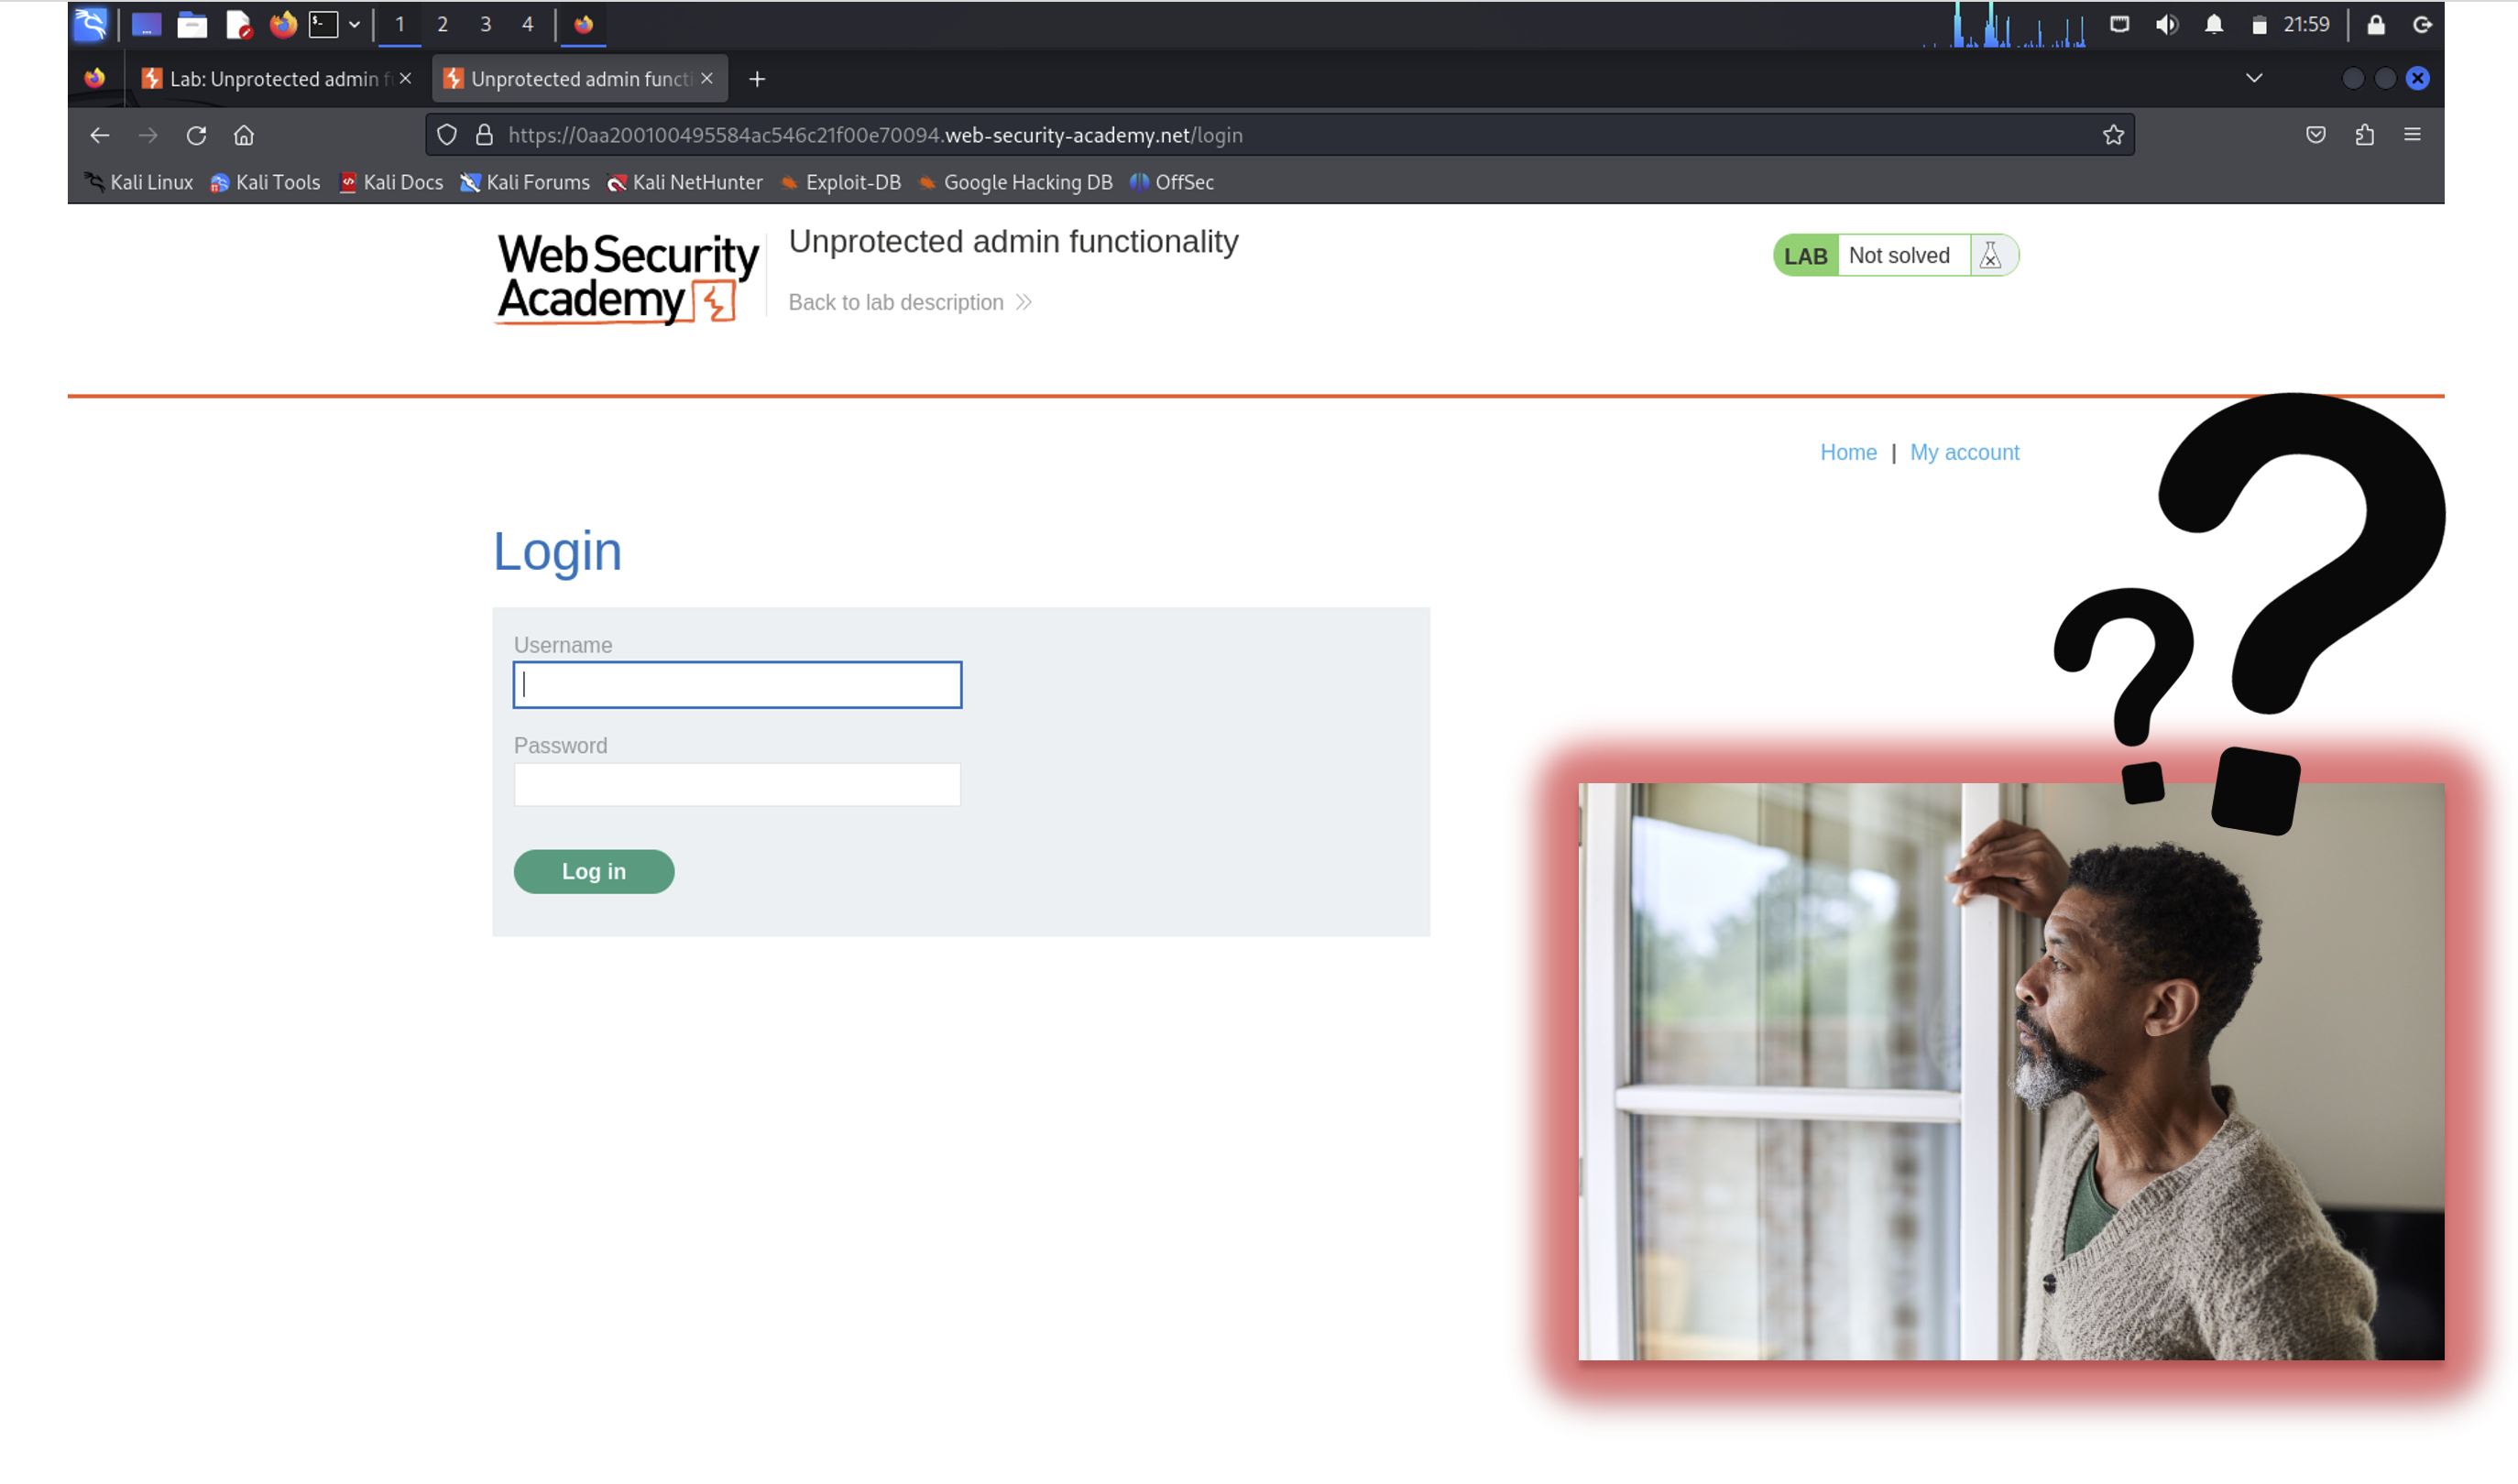 1 2 3 4 21:59
Lab: Unprotected admin f
Unprotected admin functi
https://0aa200100495584ac546c21f00e70094.web-security-academy.net/login
Kali Linux Kali Tools Kali Docs Kali Forums Kali NetHunter Exploit-DB Google Hacking DB OffSec
Web Security
Academy
Unprotected admin functionality
Back to lab description
LAB Not solved
Home | My account
Login
Username
Password
Log in
??